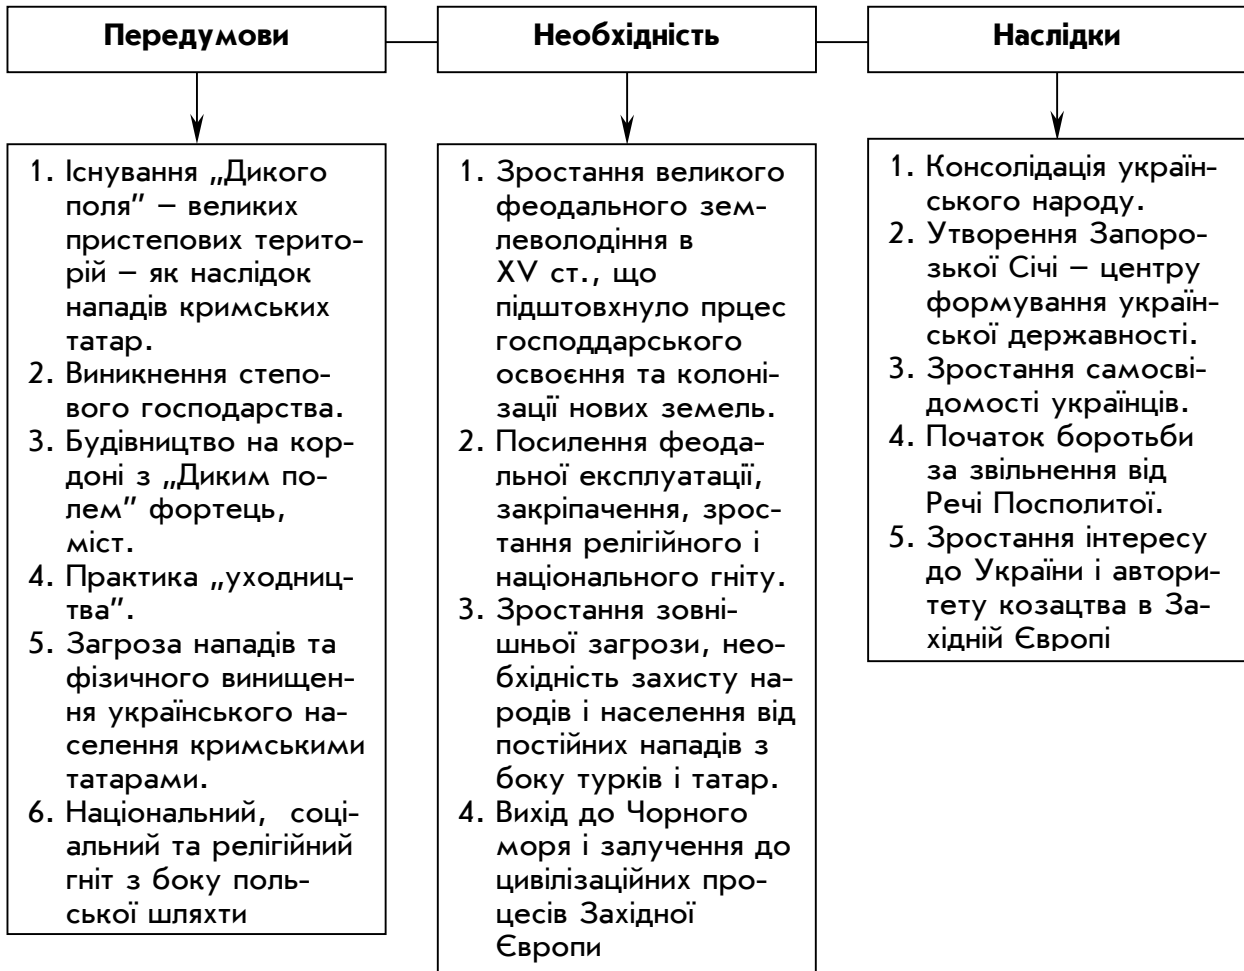 Передумови
Необхідність
Наслідки
1. Існування „Дикого
поля” – великих
пристепових терито-
рій – як наслідок
нападів кримських
татар.
2. Виникнення степо-
вого господарства.
3. Будівництво на кор-
доні з „Диким по-
лем” фортець,
міст.
4. Практика „уходниц-
тва”.
5. Загроза нападів та
фізичного винищен-
ня українського на-
селення кримськими
татарами.
6. Національний, соці-
альний та релігійний
гніт з боку поль-
ської шляхти
1. Зростання великого
феодального зем-
леволодіння в
XV ст., що
підштовхнуло прцес
господдарського
освоєння та колоні-
зації нових земель.
2. Посилення феода-
льної експлуатації,
закріпачення, зрос-
тання релігійного і
національного гніту.
3. Зростання зовні-
шньої загрози, нео-
бхідність захисту на-
родів і населення від
постійних нападів з
боку турків і татар.
4. Вихід до Чорного
моря і залучення до
цивілізаційних про-
цесів Західної
Європи
1. Консолідація україн-
ського народу.
2. Утворення Запоро-
зької Січі – центру
формування україн-
ської державності.
3. Зростання самосві-
домості українців.
4. Початок боротьби
за звільнення від
Речі Посполитої.
5. Зростання інтересу
до України і автори-
тету козацтва в За-
хідній Європі